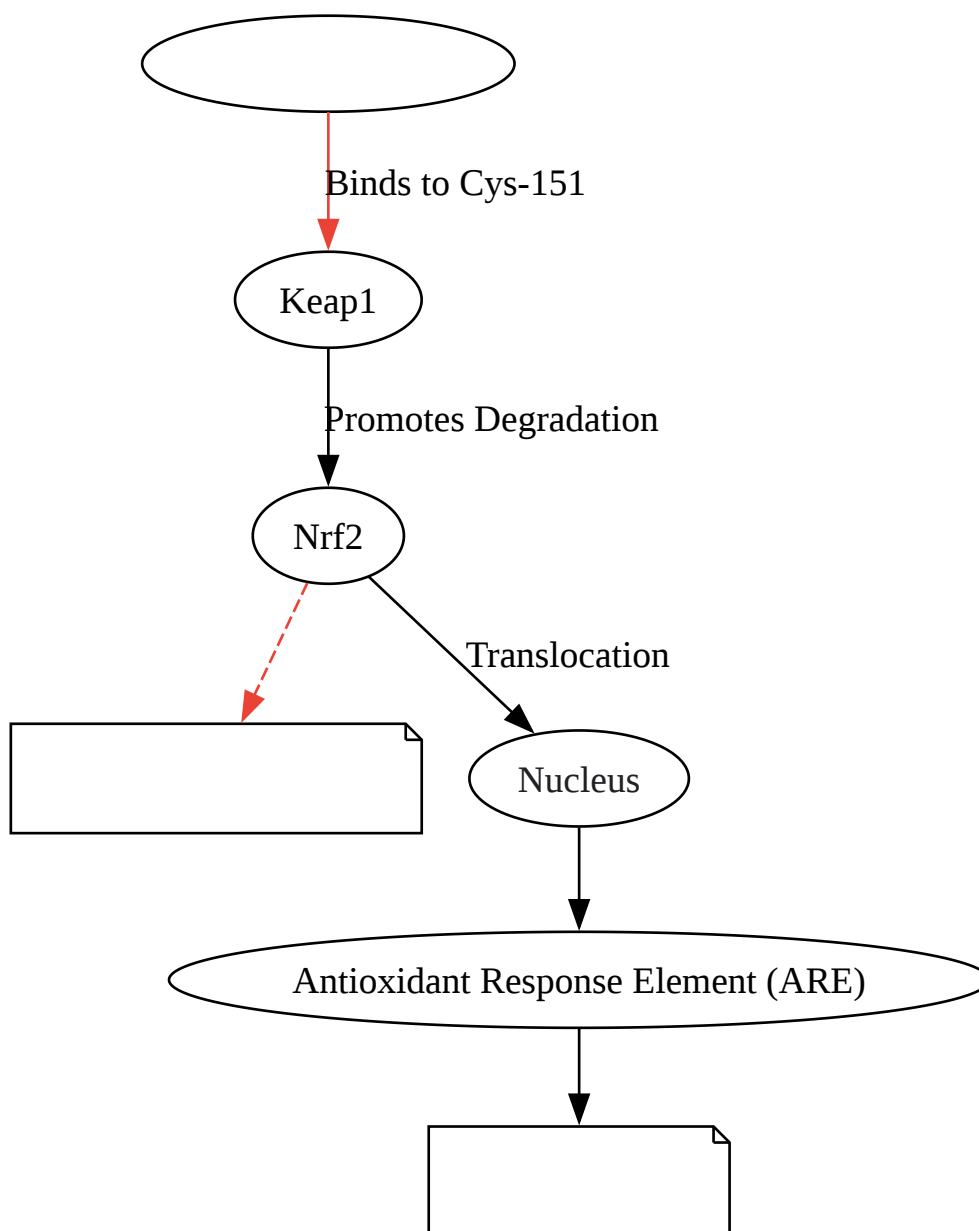 Binds to Cys-151
Keap1
Promotes Degradation
Nrf2
Translocation
Nucleus
Antioxidant Response Element (ARE)